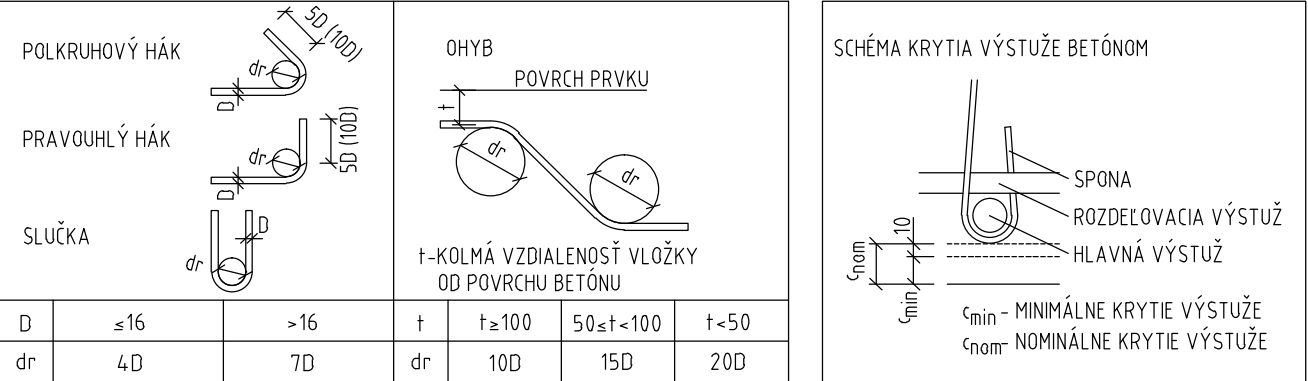 POLKRUHOVÝ HÁK
5D (10D)
dr
D
PRAVOUHLÝ HÁK
5D (10D)
dr
D
SLUČKA
D
dr
OHYB
POVRCH PRVKU
t
dr
dr
t-KOLMÁ VZDIALENOSŤ VLOŽKY
OD POVRCHU BETÓNU
D ≤16 >16 t t≥100 50≤t<100 t<50
dr 4D 7D dr 10D 15D 20D
SCHÉMA KRYTIA VÝSTUŽE BETÓNOM
SPONA
ROZDEĽOVACIA VÝSTUŽ
HLAVNÁ VÝSTUŽ
10
cnom
cmin
cmin - MINIMÁLNE KRYTIE VÝSTUŽE
cnom- NOMINÁLNE KRYTIE VÝSTUŽE